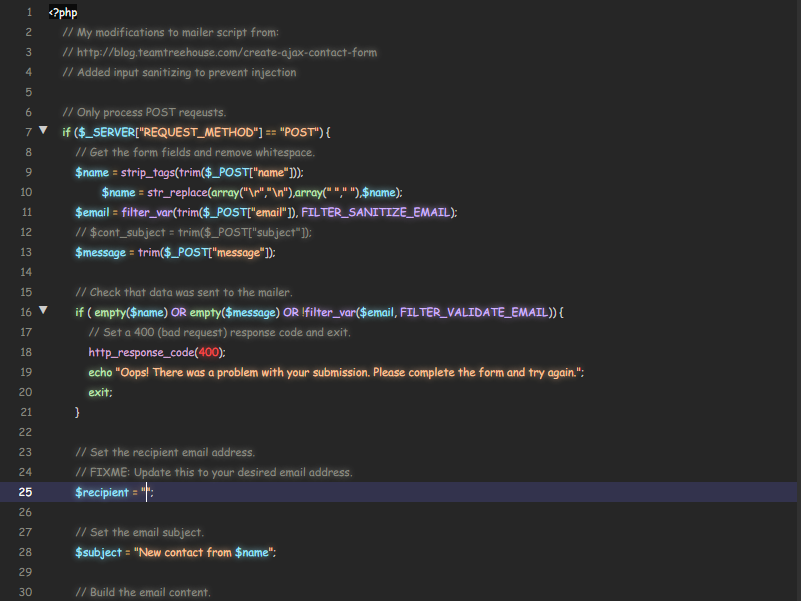 1 <?php
2 // My modifications to mailer script from:
3 // http://blog.teamtreehouse.com/create-ajax-contact-form
4 // Added input sanitizing to prevent injection
5
6 // Only process POST reqeusts.
7 if ($_SERVER["REQUEST_METHOD"] == "POST") {
8 // Get the form fields and remove whitespace.
9 $name = strip_tags(trim($_POST["name"]));
10 $name = str_replace(array("\r","\n"),array(" "," "),$name);
11 $email = filter_var(trim($_POST["email"]), FILTER_SANITIZE_EMAIL);
12 // $cont_subject = trim($_POST["subject"]);
13 $message = trim($_POST["message"]);
14
15 // Check that data was sent to the mailer.
16 if ( empty($name) OR empty($message) OR !filter_var($email, FILTER_VALIDATE_EMAIL)) {
17 // Set a 400 (bad request) response code and exit.
18 http_response_code(400);
19 echo "Oops! There was a problem with your submission. Please complete the form and try again.";
20 exit;
21 }
22
23 // Set the recipient email address.
24 // FIXME: Update this to your desired email address.
25 $recipient = "";
26
27 // Set the email subject.
28 $subject = "New contact from $name";
29
30 // Build the email content.